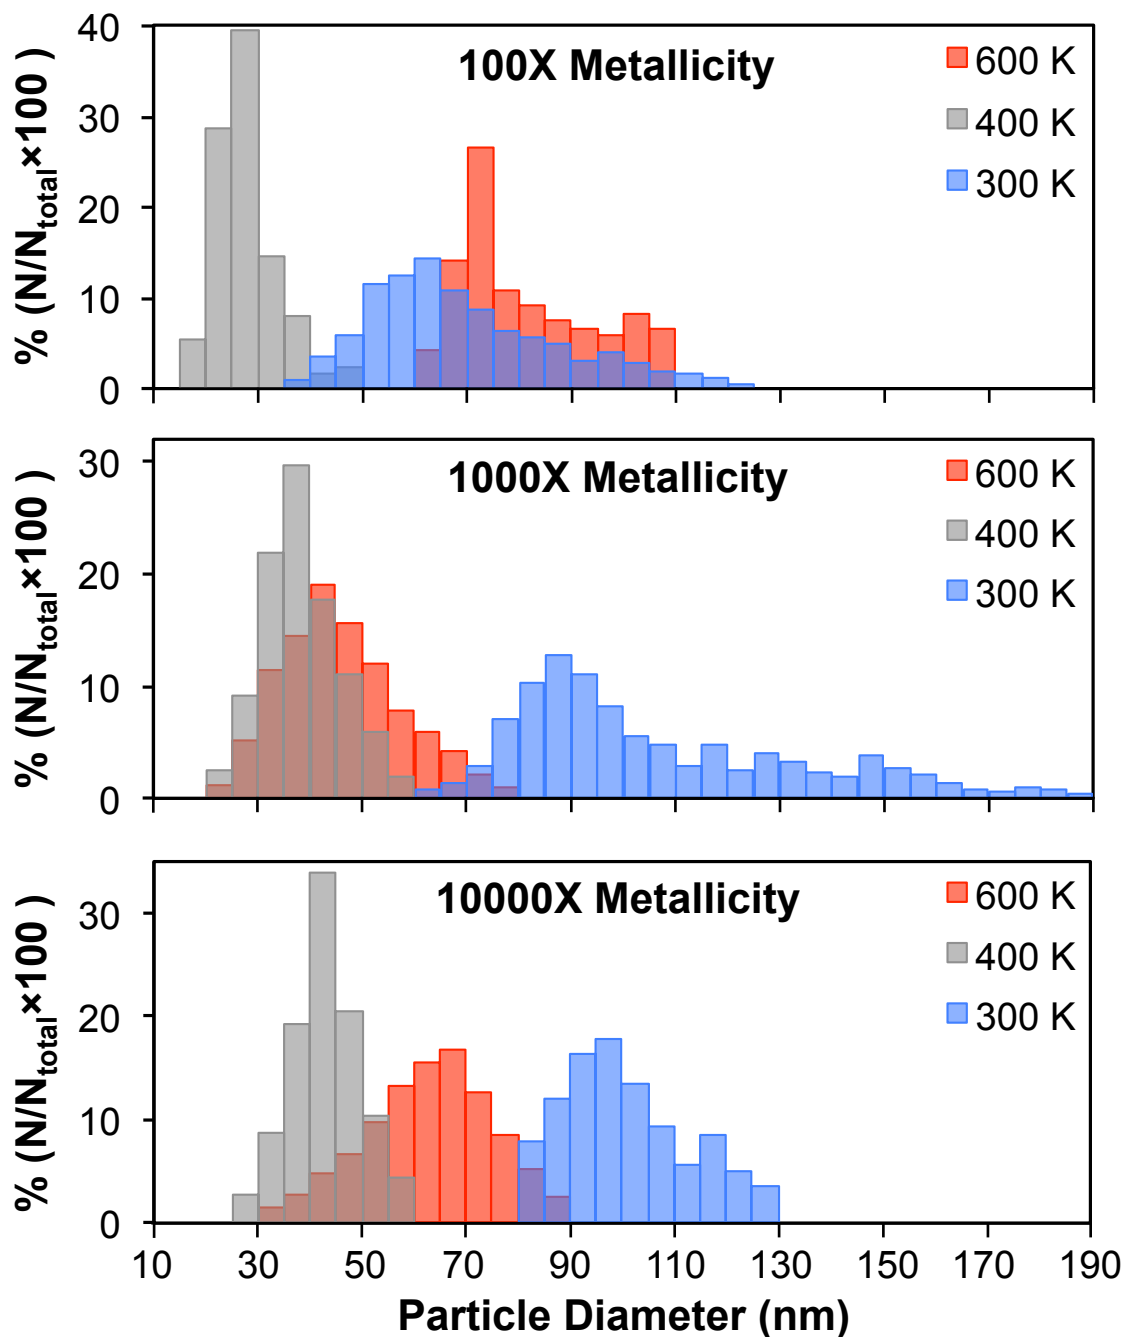 % (N/Ntotal×100 )
40
30
20
10
0
100X Metallicity
600 K
400 K
300 K
% (N/Ntotal×100 )
30
20
10
0
1000X Metallicity
600 K
400 K
300 K
% (N/Ntotal×100 )
30
20
10
0
10000X Metallicity
600 K
400 K
300 K
10 30 50 70 90 110 130 150 170 190
Particle Diameter (nm)